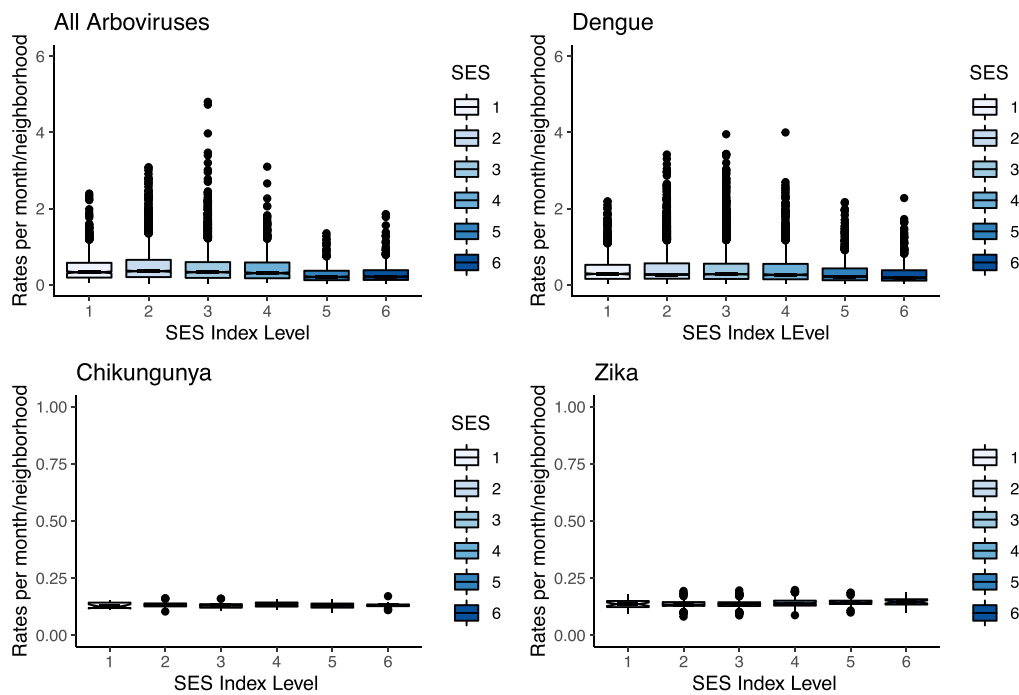 All Arboviruses
Rates per month/neighborhood
6
4
2
0
1 2 3 4 5 6
SES Index Level
SES
1
2
3
4
5
6
Dengue
Rates per month/neighborhood
6
4
2
0
1 2 3 4 5 6
SES Index LEvel
SES
1
2
3
4
5
6
Chikungunya
Rates per month/neighborhood
1.00
0.75
0.50
0.25
0.00
1 2 3 4 5 6
SES Index Level
SES
1
2
3
4
5
6
Zika
Rates per month/neighborhood
1.00
0.75
0.50
0.25
0.00
1 2 3 4 5 6
SES Index Level
1
2
3
4
5
6